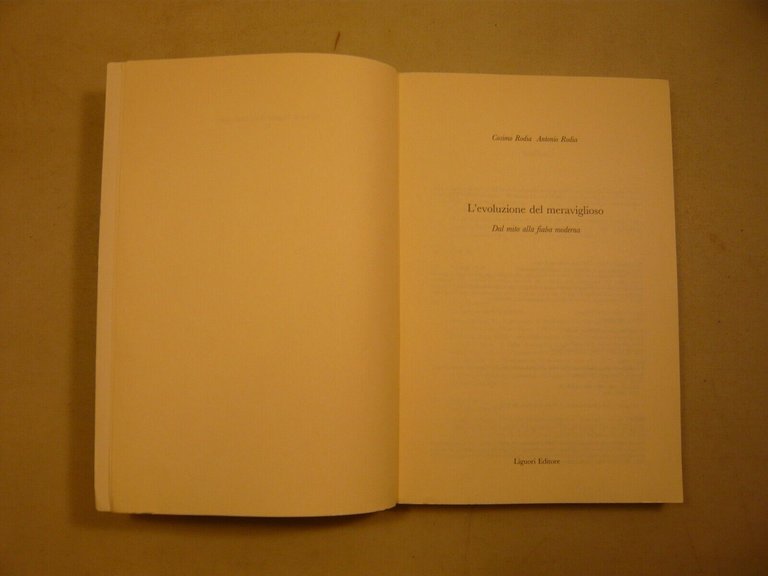 Cosimo Rodia Antonio Rodia
L'evoluzione del meraviglioso
Dal mito alla fiaba moderna
Liguori Editore